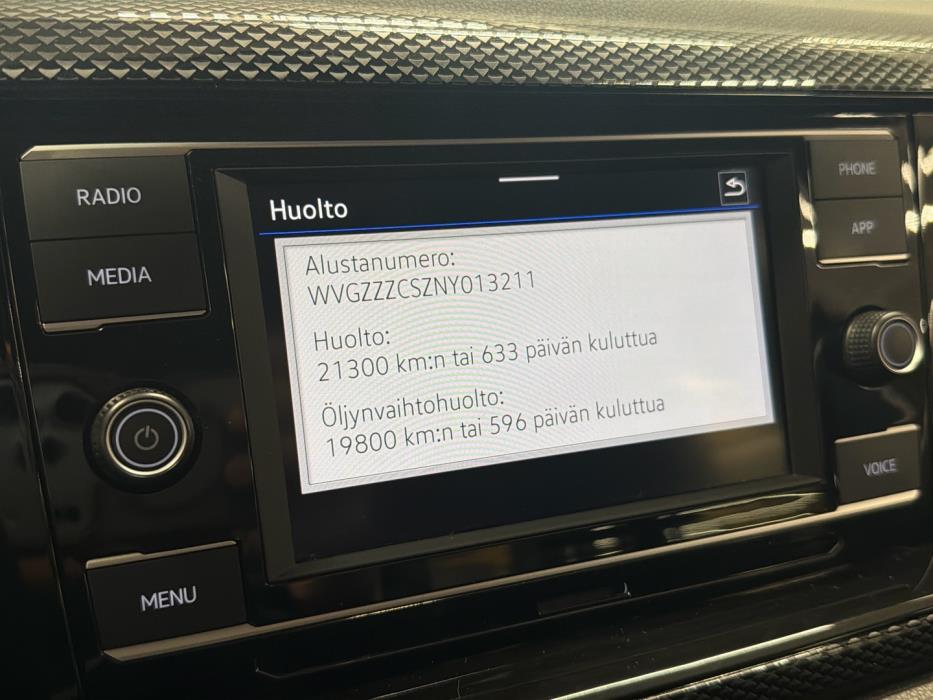 RADIO
MEDIA
MENU
Huolto
Alustanumero:
WVGZZZCSZNY013211
Huolto:
21300 km:n tai 633 päivän kuluttua
Öljynvaihtohuolto:
19800 km:n tai 596 päivän kuluttua
PHONE
APP
VOICE